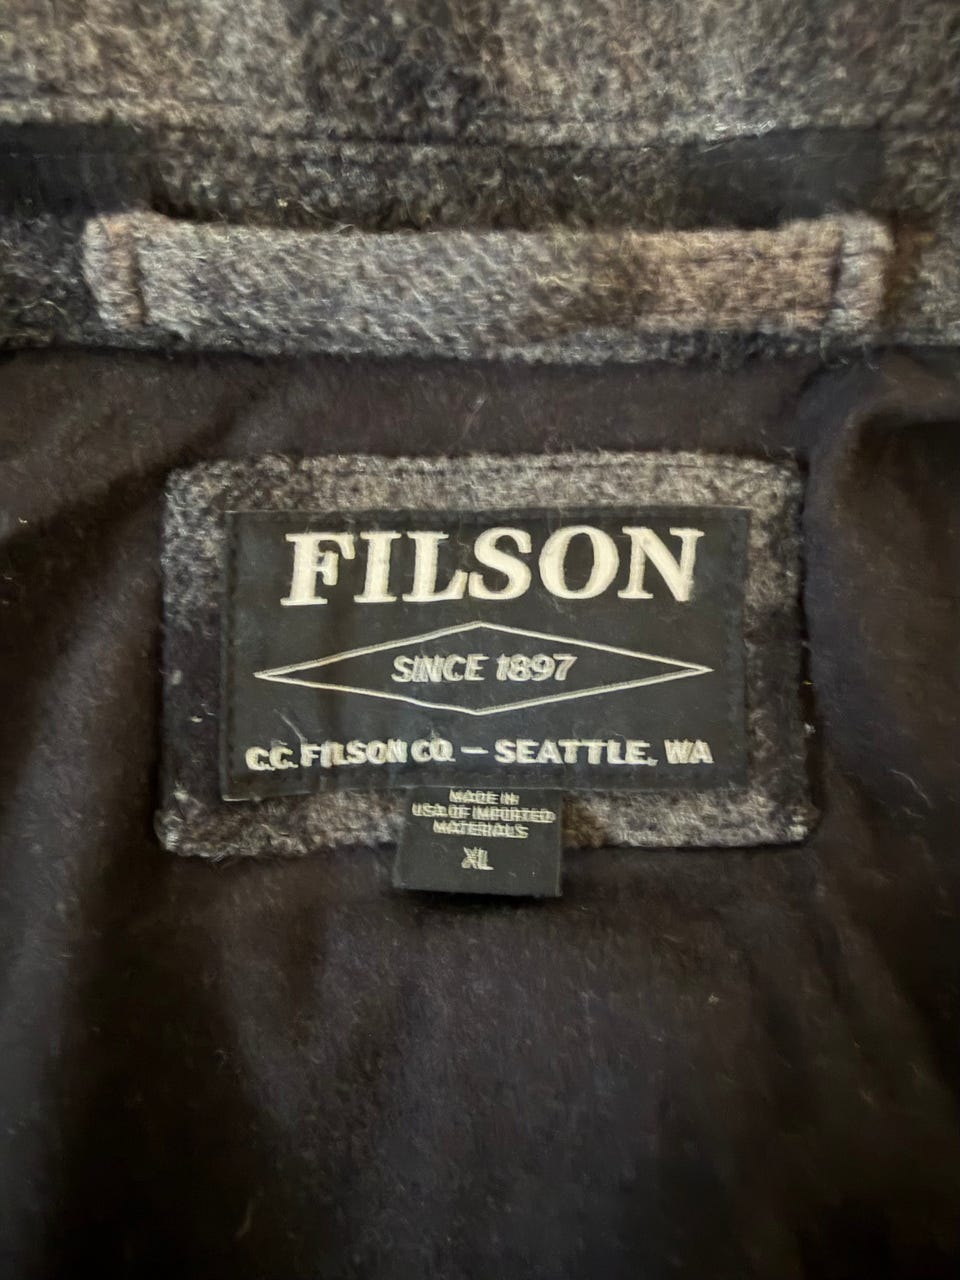 FILSON
SINCE 1897
C.C. FILSON CO. — SEATTLE, WA
MADE IN
USA OF IMPORTED
MATERIALS
XL